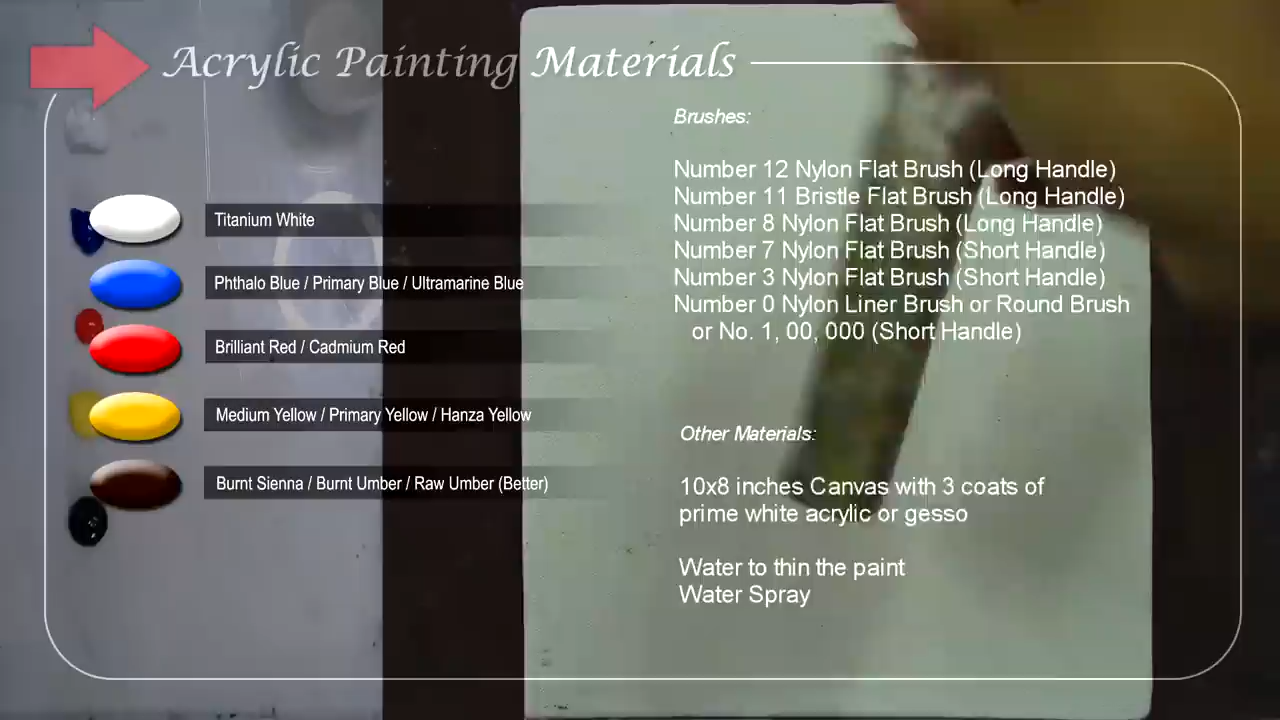 Acrylic Painting Materials
Titanium White
Phthalo Blue / Primary Blue / Ultramarine Blue
Brilliant Red / Cadmium Red
Medium Yellow / Primary Yellow / Hanza Yellow
Burnt Sienna / Burnt Umber / Raw Umber (Better)
Brushes:
Number 12 Nylon Flat Brush (Long Handle)
Number 11 Bristle Flat Brush (Long Handle)
Number 8 Nylon Flat Brush (Long Handle)
Number 7 Nylon Flat Brush (Short Handle)
Number 3 Nylon Flat Brush (Short Handle)
Number 0 Nylon Liner Brush or Round Brush
or No. 1, 00, 000 (Short Handle)
Other Materials:
10x8 inches Canvas with 3 coats of
prime white acrylic or gesso
Water to thin the paint
Water Spray